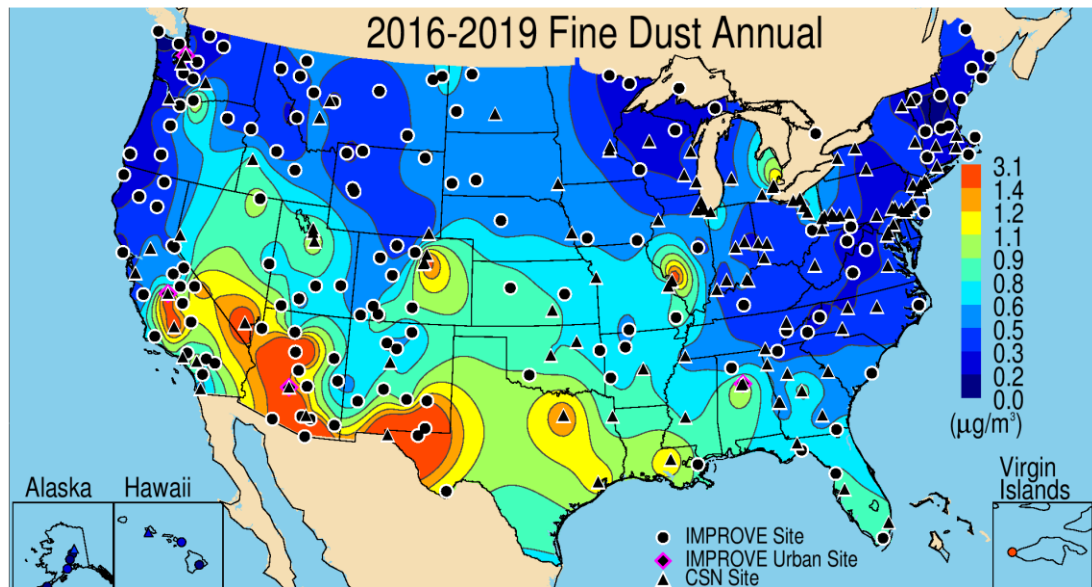 2016-2019 Fine Dust Annual
3.1
1.4
1.2
1.1
0.9
0.8
0.6
0.5
0.3
0.2
0.0
(µg/m³)
Alaska
Hawaii
Virgin
Islands
IMPROVE Site
IMPROVE Urban Site
CSN Site